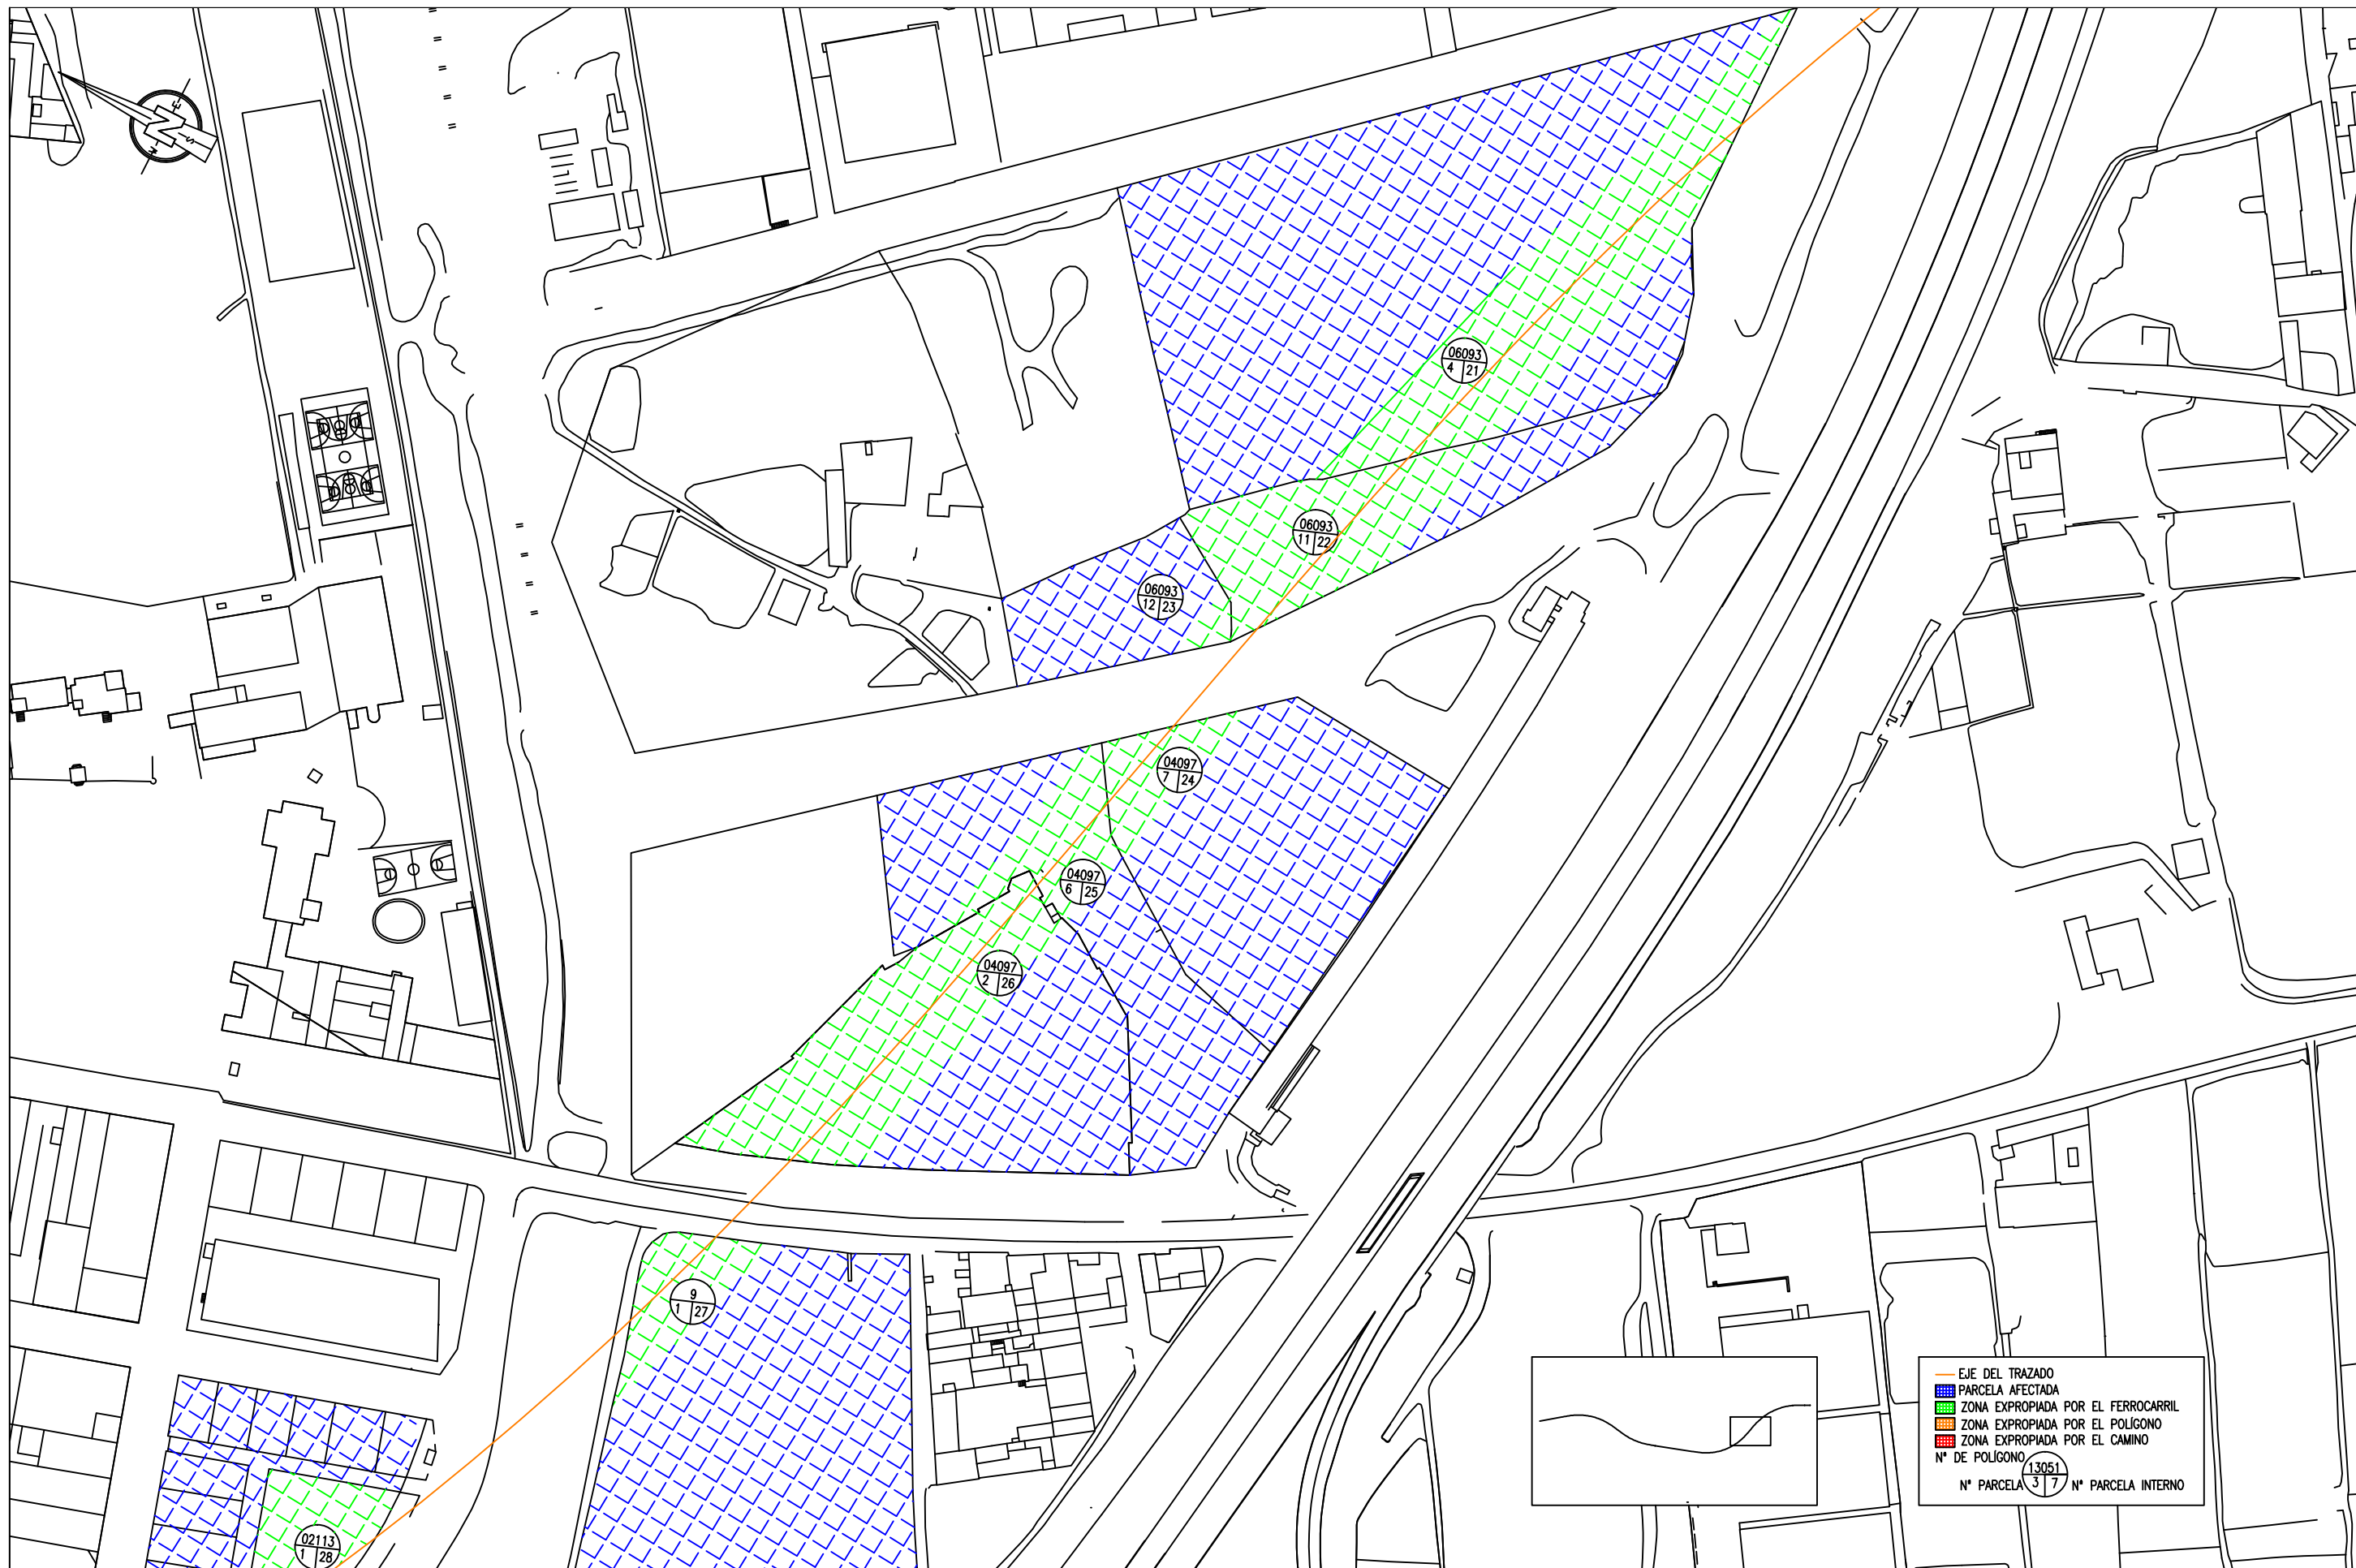 N
E
S
06093
4 21
06093
11 22
06093
12 23
04097
7 24
04097
6 25
04097
2 26
9
1 27
02113
1 28
EJE DEL TRAZADO
PARCELA AFECTADA
ZONA EXPROPIADA POR EL FERROCARRIL
ZONA EXPROPIADA POR EL POLÍGONO
ZONA EXPROPIADA POR EL CAMINO
Nº DE POLÍGONO
13051
Nº PARCELA 3 7 Nº PARCELA INTERNO